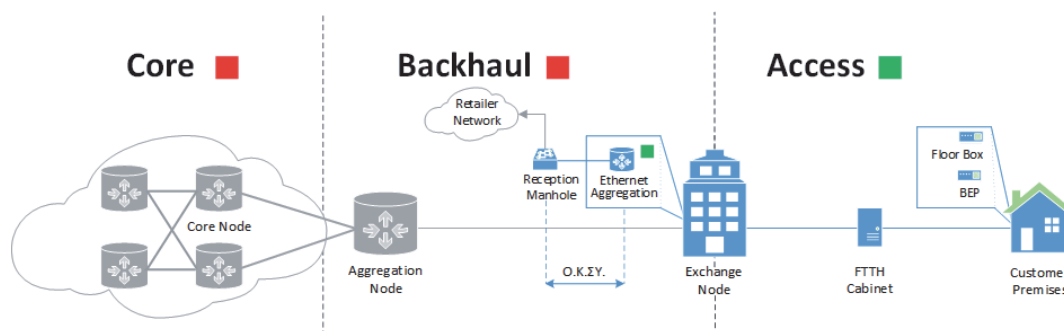 Core
Backhaul
Access
Retailer
Network
Reception
Manhole
Ethernet
Aggregation
Floor Box
BEP
Core Node
Aggregation
Node
Ο.Κ.ΣΥ.
Exchange
Node
FTTH
Cabinet
Custome
Premises